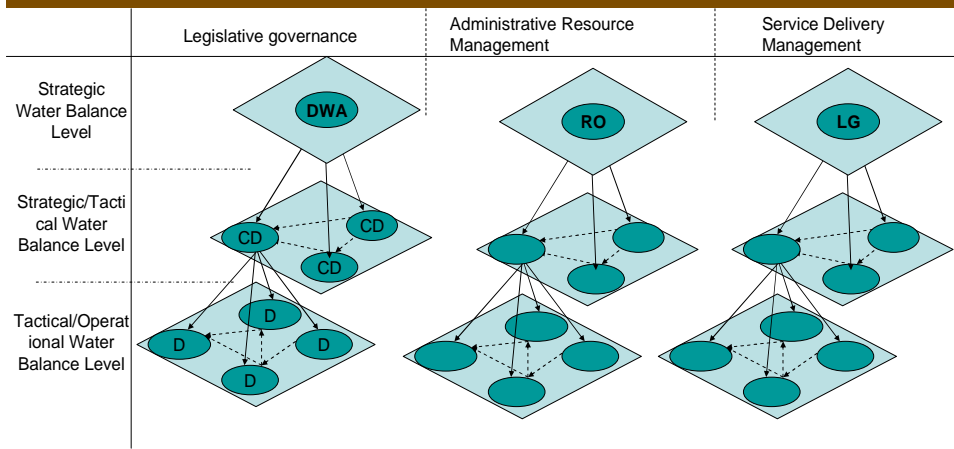 Legislative governance
Administrative Resource
Management
Service Delivery
Management
Strategic
Water Balance
Level
DWA
RO
LG
Strategic/Tacti
cal Water
Balance Level
CD
CD
CD
Tactical/Operat
ional Water
Balance Level
D
D
D
D